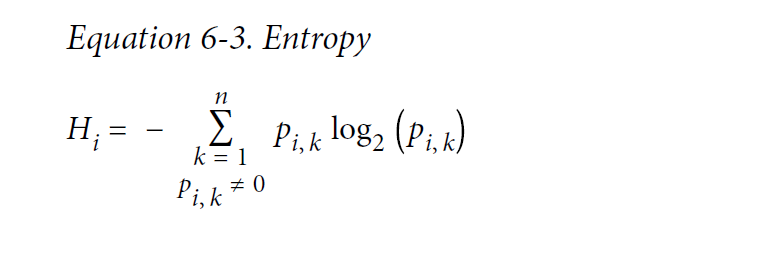 Equation 6-3. Entropy
n
H_i = − Σ p_{i,k} log_2 (p_{i,k})
k = 1
p_{i,k} ≠ 0